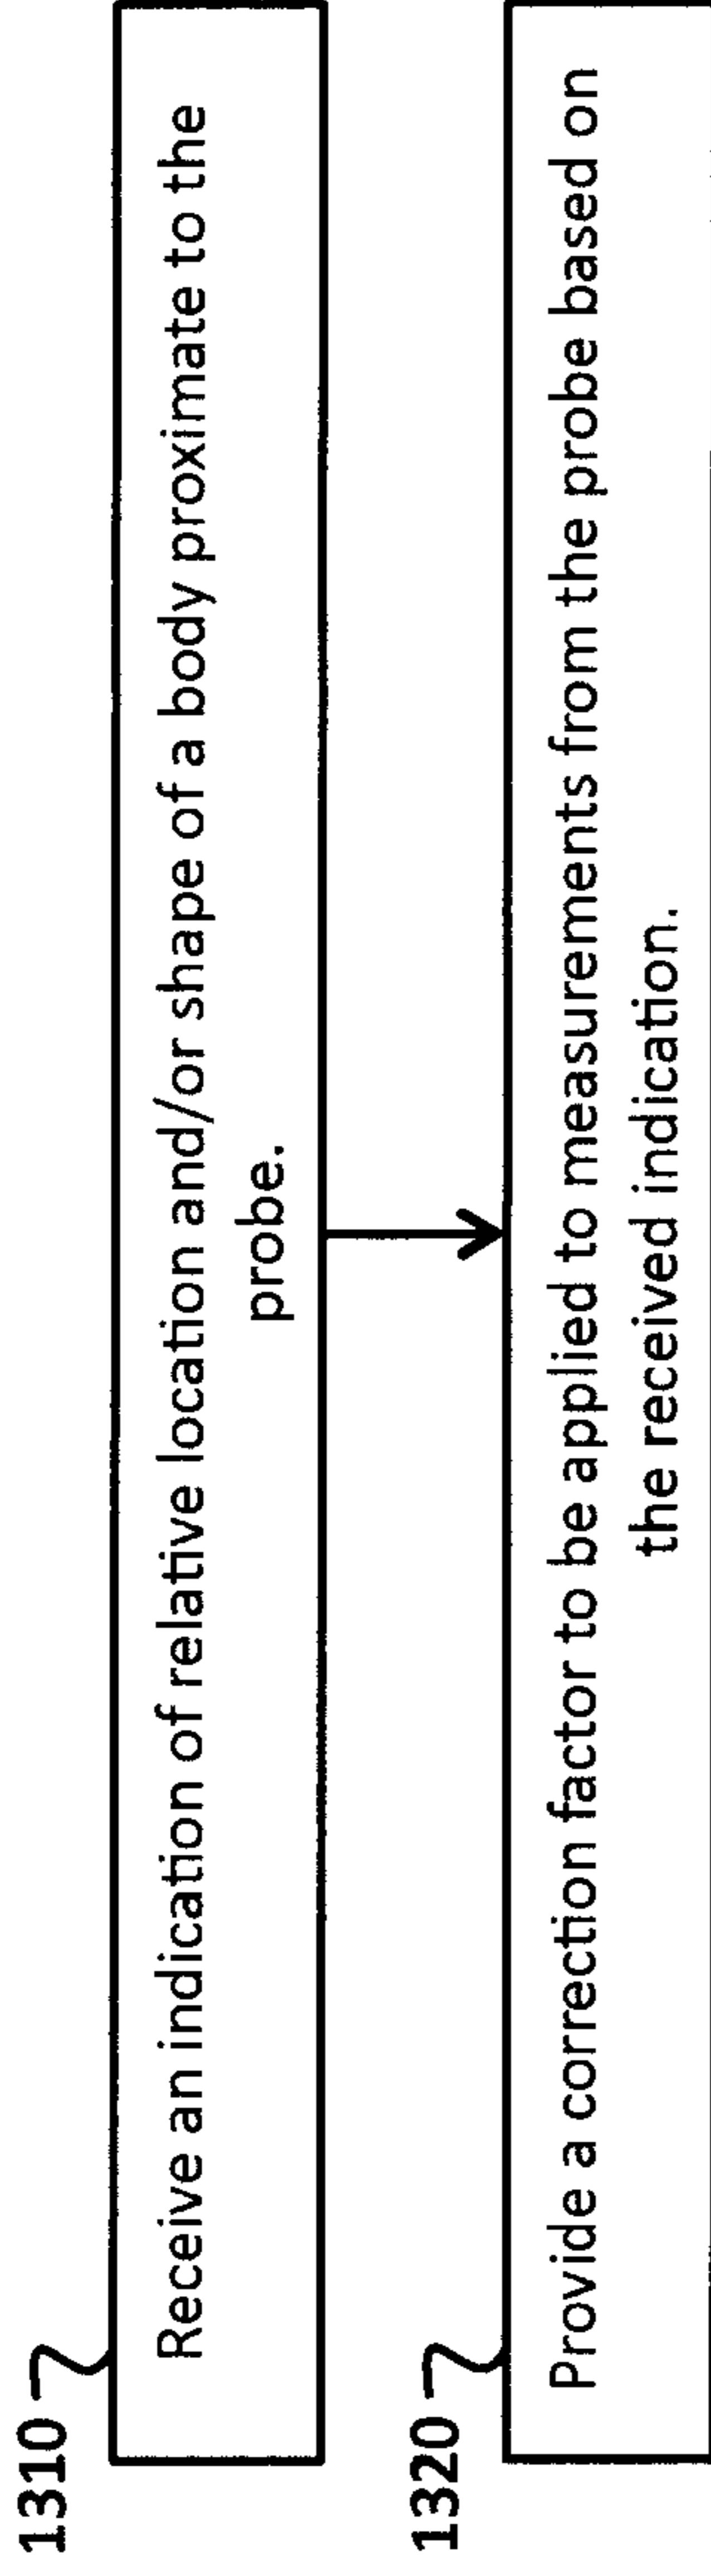 1310
Receive an indication of relative location and/or shape of a body proximate to the
probe.
1320
Provide a correction factor to be applied to measurements from the probe based on
the received indication.